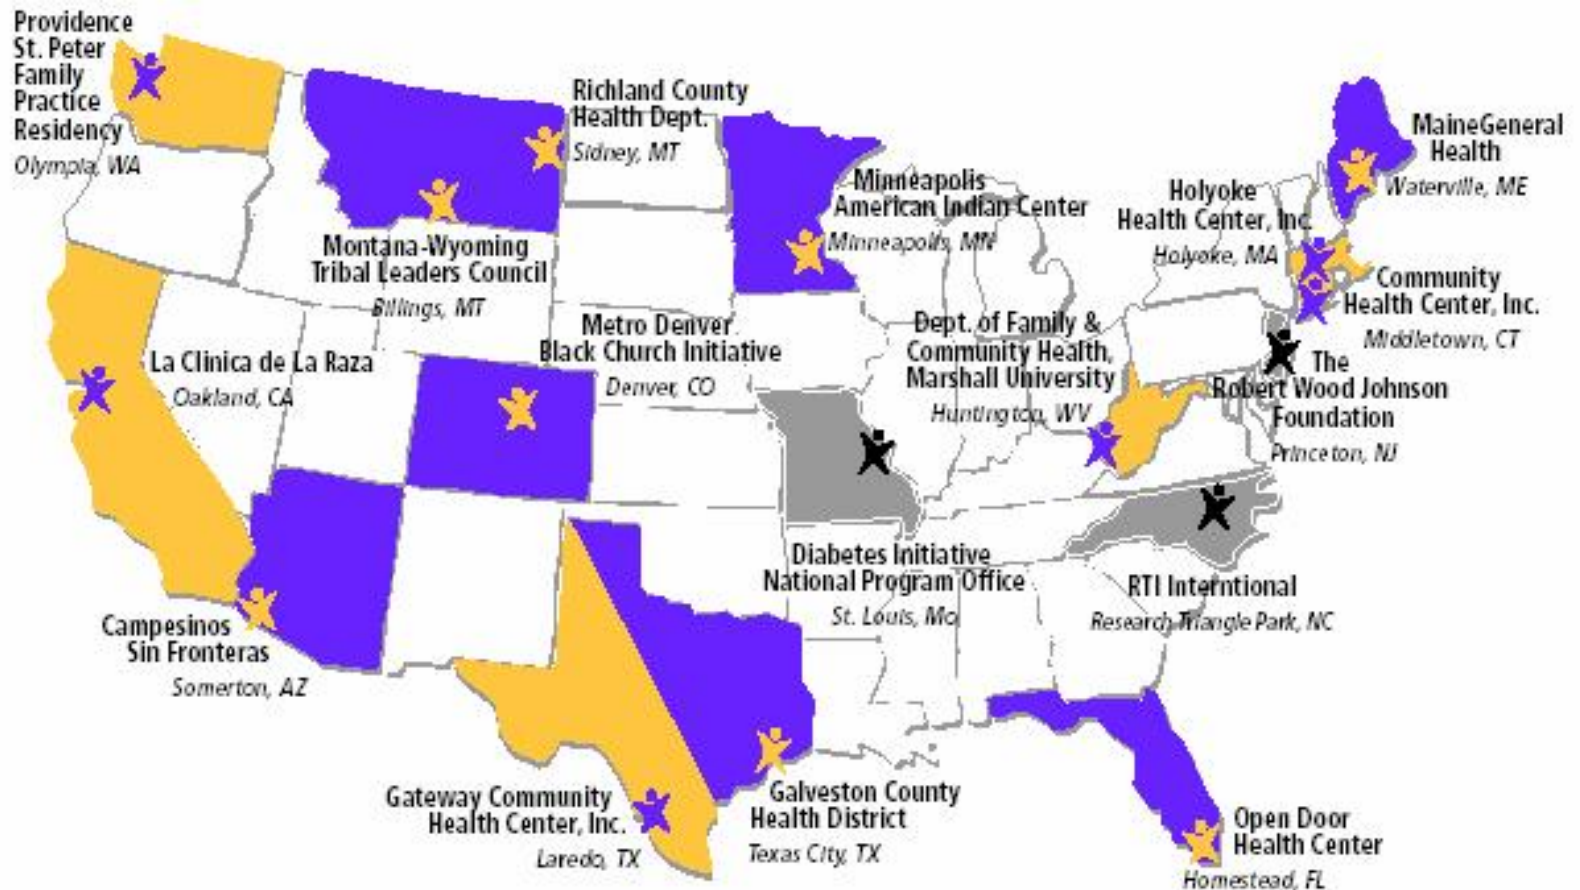 Providence
St. Peter
Family
Practice
Residency
Olympia, WA
Richland County
Health Dept.
Sidney, MT
Montana-Wyoming
Tribal Leaders Council
Billings, MT
Minneapolis
American Indian Center
Minneapolis, MN
MaineGeneral
Health
Waterville, ME
Holyoke
Health Center, Inc.
Holyoke, MA
Community
Health Center, Inc.
Middletown, CT
La Clinica de La Raza
Oakland, CA
Metro Denver
Black Church Initiative
Denver, CO
Dept. of Family &
Community Health,
Marshall University
Huntington, WV
The
Robert Wood Johnson
Foundation
Princeton, NJ
Diabetes Initiative
National Program Office
St. Louis, Mo
RTI Interntional
Research Triangle Park, NC
Campesinos
Sin Fronteras
Somerton, AZ
Gateway Community
Health Center, Inc.
Laredo, TX
Galveston County
Health District
Texas City, TX
Open Door
Health Center
Homestead, FL